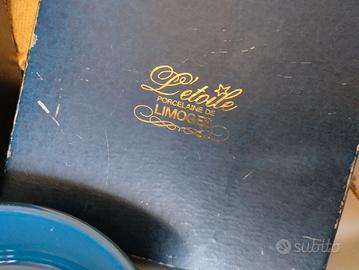 L'etoile
PORCELAINE DE
LIMOGES
subito